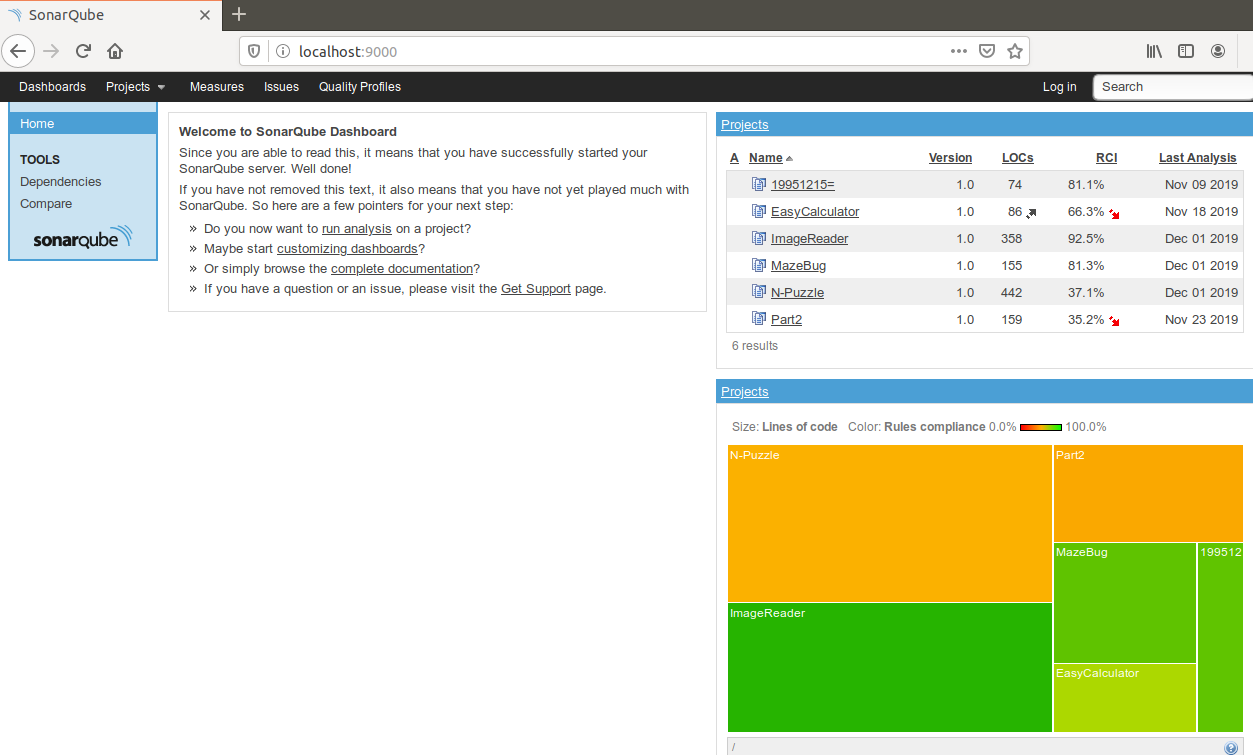 SonarQube
localhost:9000
Dashboards Projects Measures Issues Quality Profiles Log in Search
Home
TOOLS
Dependencies
Compare
sonarqube
Welcome to SonarQube Dashboard
Since you are able to read this, it means that you have successfully started your
SonarQube server. Well done!
If you have not removed this text, it also means that you have not yet played much with
SonarQube. So here are a few pointers for your next step:
» Do you now want to run analysis on a project?
» Maybe start customizing dashboards?
» Or simply browse the complete documentation?
» If you have a question or an issue, please visit the Get Support page.
Projects
A Name Version LOCs RCI Last Analysis
19951215= 1.0 74 81.1% Nov 09 2019
EasyCalculator 1.0 86 66.3% Nov 18 2019
ImageReader 1.0 358 92.5% Dec 01 2019
MazeBug 1.0 155 81.3% Dec 01 2019
N-Puzzle 1.0 442 37.1% Dec 01 2019
Part2 1.0 159 35.2% Nov 23 2019
6 results
Projects
Size: Lines of code Color: Rules compliance 0.0% 100.0%
N-Puzzle
Part2
MazeBug
199512
ImageReader
EasyCalculator
/
?